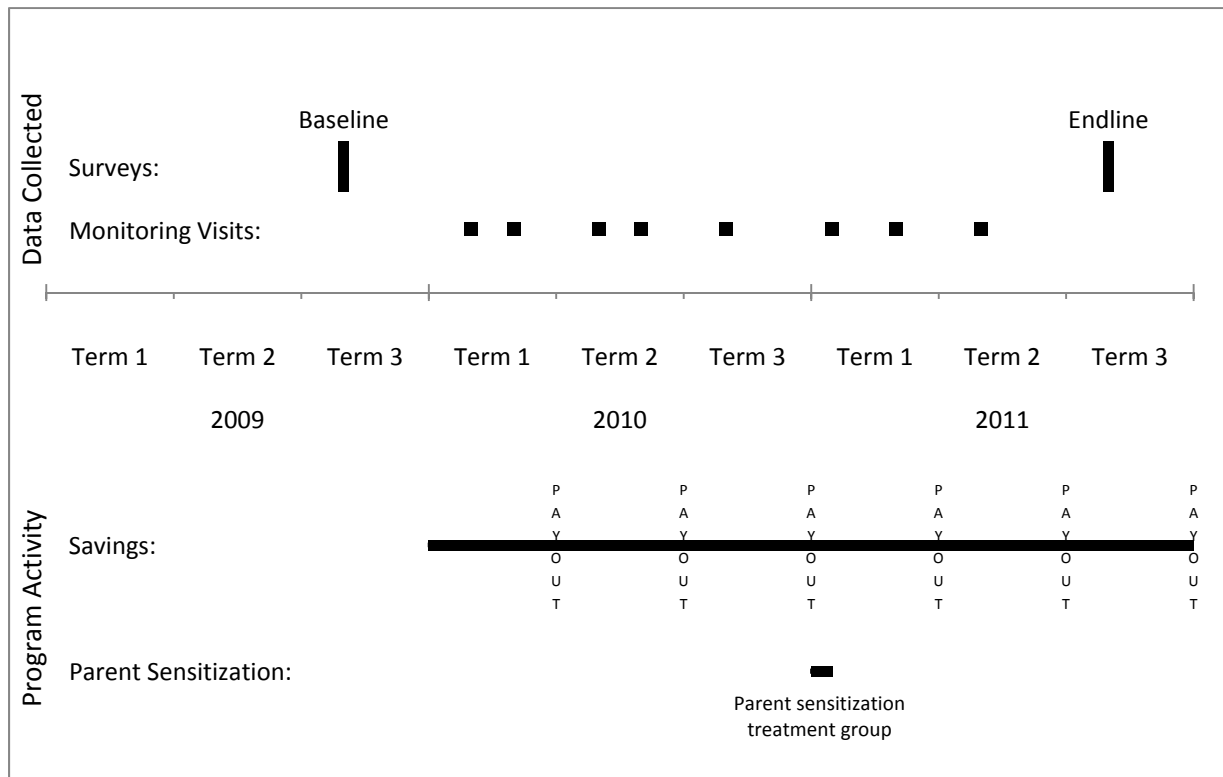 Data Collected
Baseline Endline
Surveys:
Monitoring Visits:
Term 1 Term 2 Term 3 Term 1 Term 2 Term 3 Term 1 Term 2 Term 3
2009 2010 2011
Program Activity
PAYOUT PAYOUT PAYOUT PAYOUT PAYOUT PAYOUT
Savings:
Parent Sensitization:
Parent sensitization
treatment group